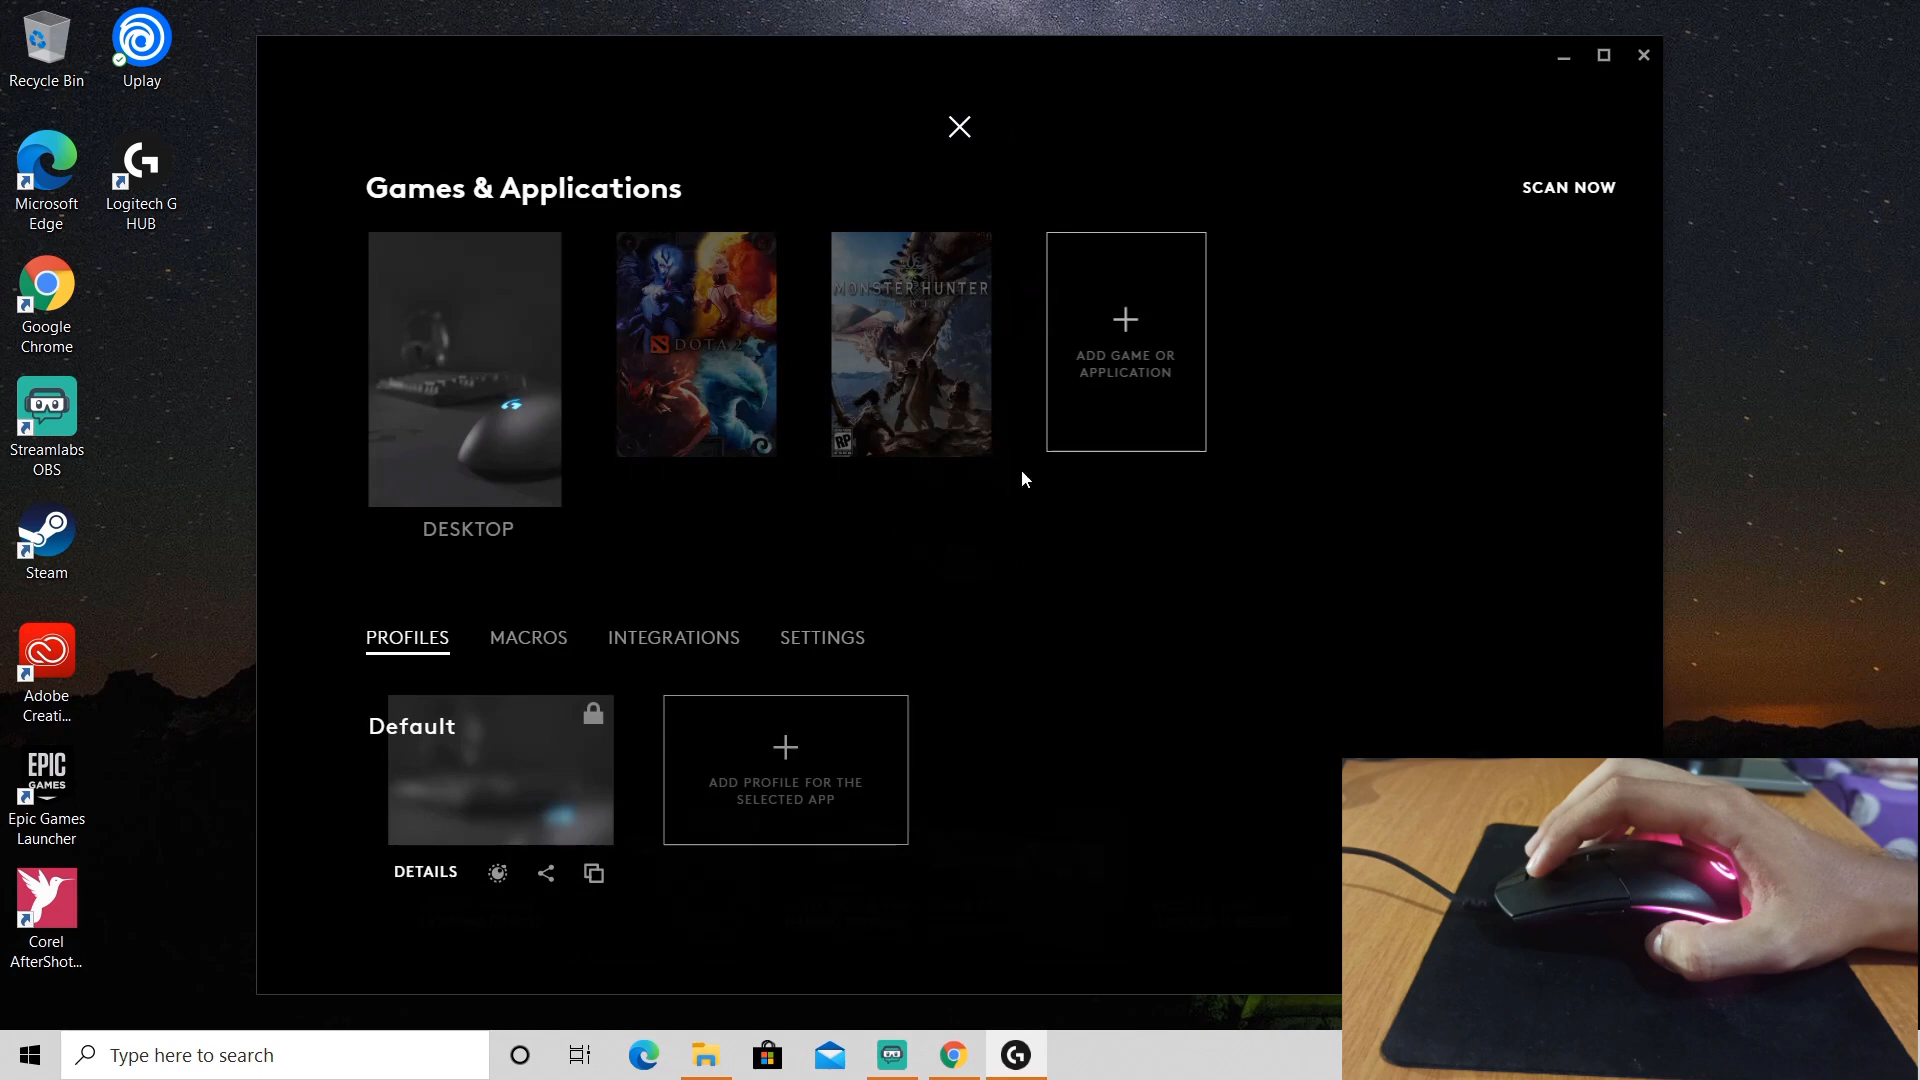 Recycle Bin
Uplay
Microsoft
Edge
Logitech G
HUB
Google
Chrome
Streamlabs
OBS
Steam
Adobe
Creati...
EPIC
GAMES
Epic Games
Launcher
Corel
AfterShot...
Games & Applications
SCAN NOW
DOTA 2
MONSTER HUNTER
WORLD
RP
ADD GAME OR
APPLICATION
DESKTOP
PROFILES
MACROS
INTEGRATIONS
SETTINGS
Default
ADD PROFILE FOR THE
SELECTED APP
DETAILS
Type here to search